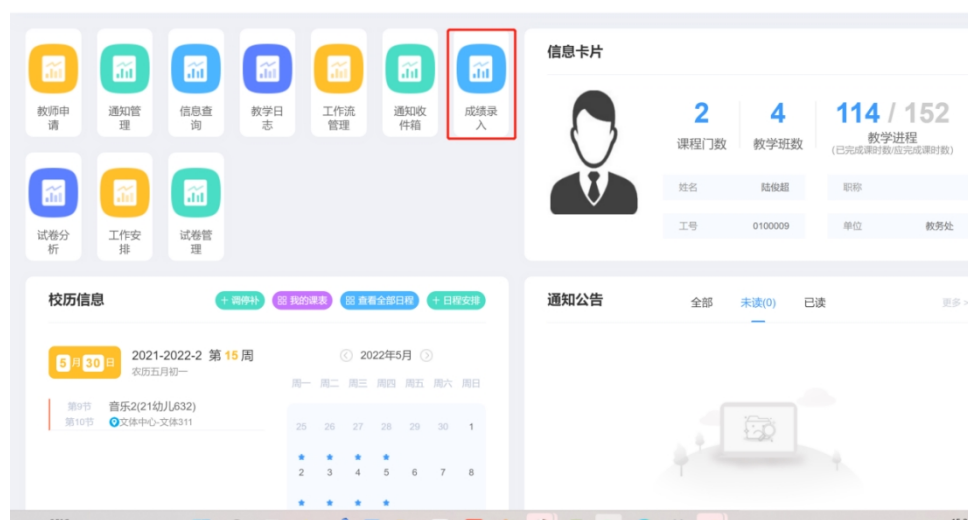 教师申
请
通知管
理
信息查
询
教学日
志
工作流
管理
通知收
件箱
成绩录
入
试卷分
析
工作安
排
试卷管
理
信息卡片
2
课程门数
4
教学班数
114 / 152
教学进程
(已完成课时数/应完成课时数)
姓名 陆俊超
职称
工号 0100009
单位 教务处
校历信息
+ 调停补
我的课表
查看全部日程
+ 日程安排
5月30日
2021-2022-2 第 15 周
农历五月初一
第9节
第10节
音乐2(21幼儿632)
文体中心-文体311
2022年5月
周一 周二 周三 周四 周五 周六 周日
25 26 27 28 29 30 1
2 3 4 5 6 7 8
通知公告
全部 未读(0) 已读
更多 >